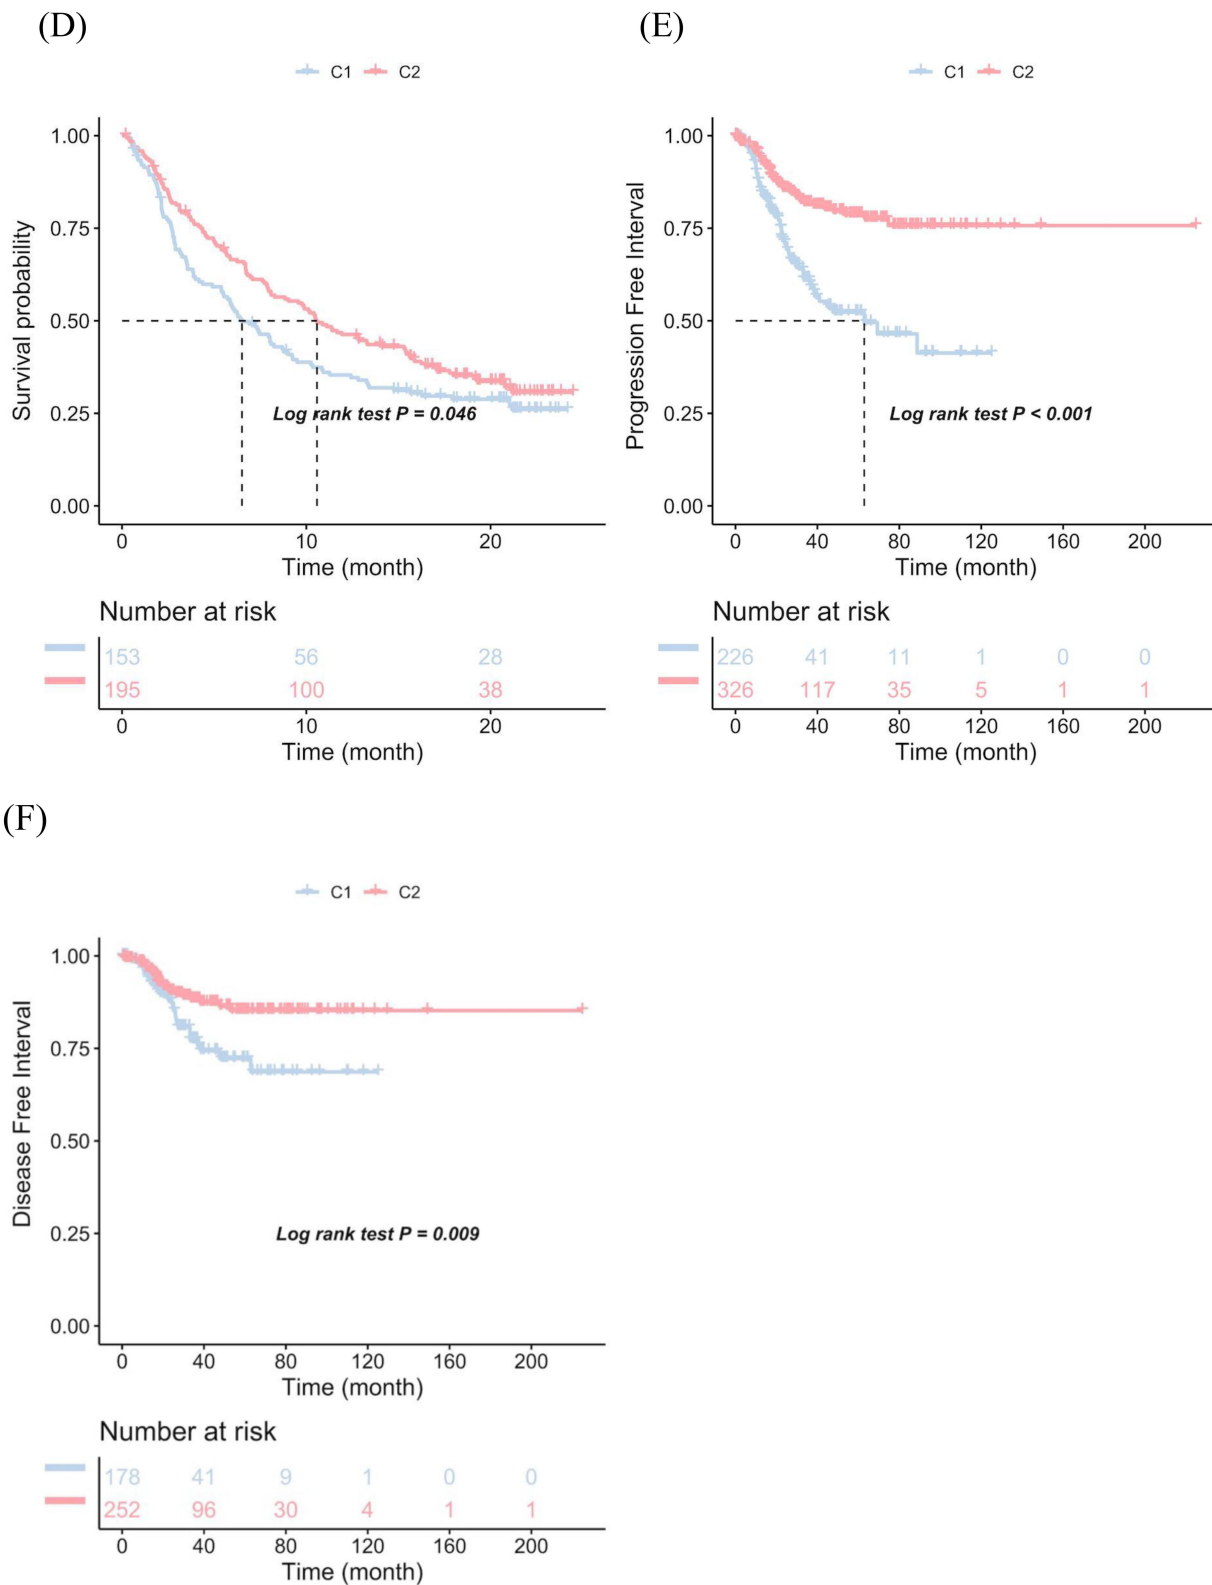 (D)
C1 C2
1.00
0.75
0.50
0.25
0.00
Survival probability
Log rank test P = 0.046
0 10 20
Time (month)
Number at risk
153 56 28
195 100 38
0 10 20
Time (month)
(E)
C1 C2
1.00
0.75
0.50
0.25
0.00
Progression Free Interval
Log rank test P < 0.001
0 40 80 120 160 200
Time (month)
Number at risk
226 41 11 1 0 0
326 117 35 5 1 1
0 40 80 120 160 200
Time (month)
(F)
C1 C2
1.00
0.75
0.50
0.25
0.00
Disease Free Interval
Log rank test P = 0.009
0 40 80 120 160 200
Time (month)
Number at risk
178 41 9 1 0 0
252 96 30 4 1 1
0 40 80 120 160 200
Time (month)